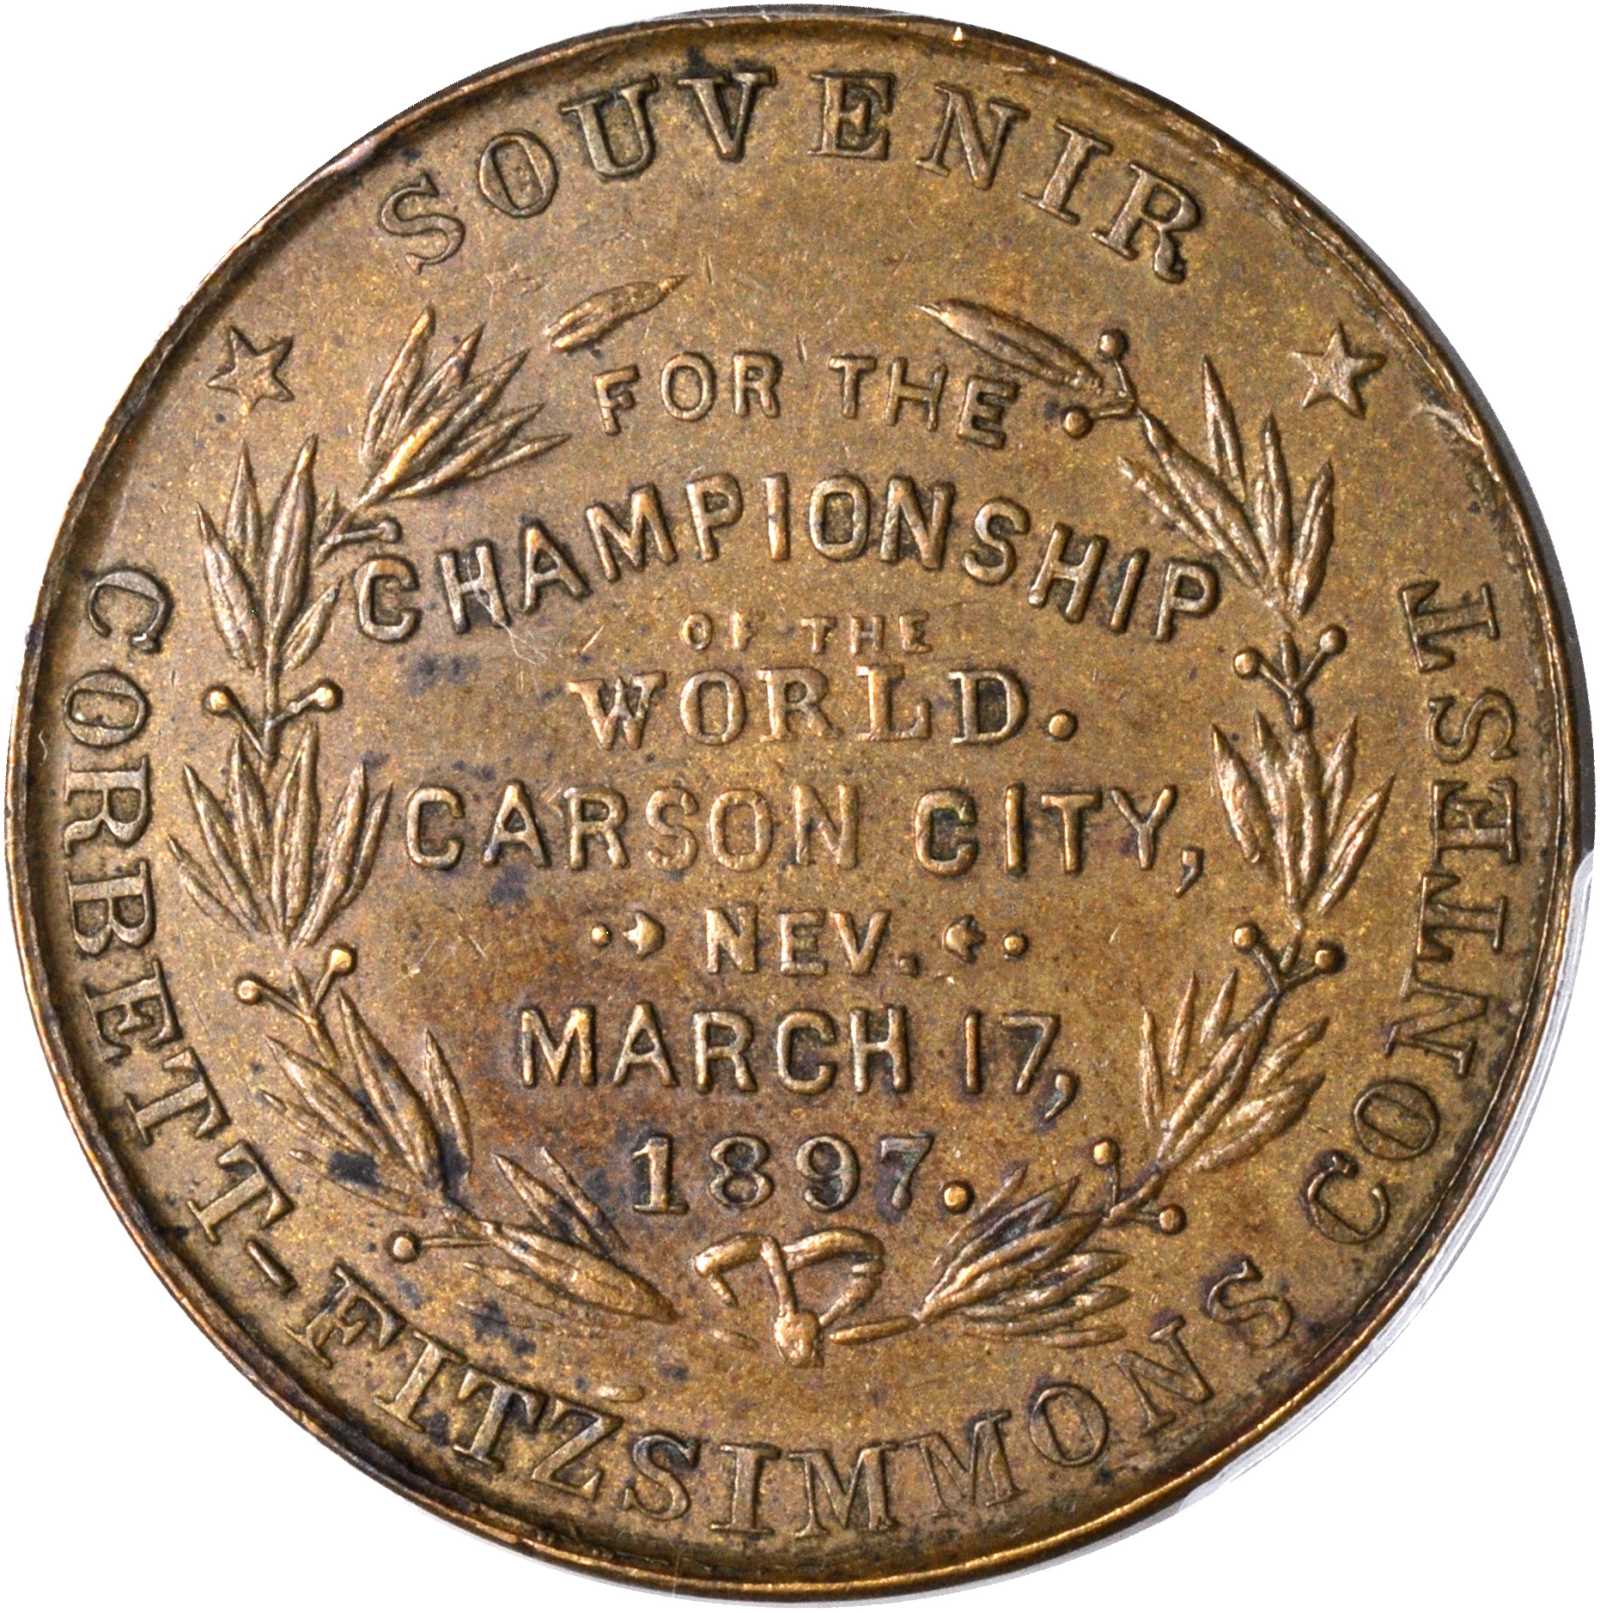 SOUVENIR
CORBETT-FITZSIMMONS CONTEST
FOR THE
CHAMPIONSHIP
OF THE
WORLD.
CARSON CITY,
NEV.
MARCH 17,
1897.